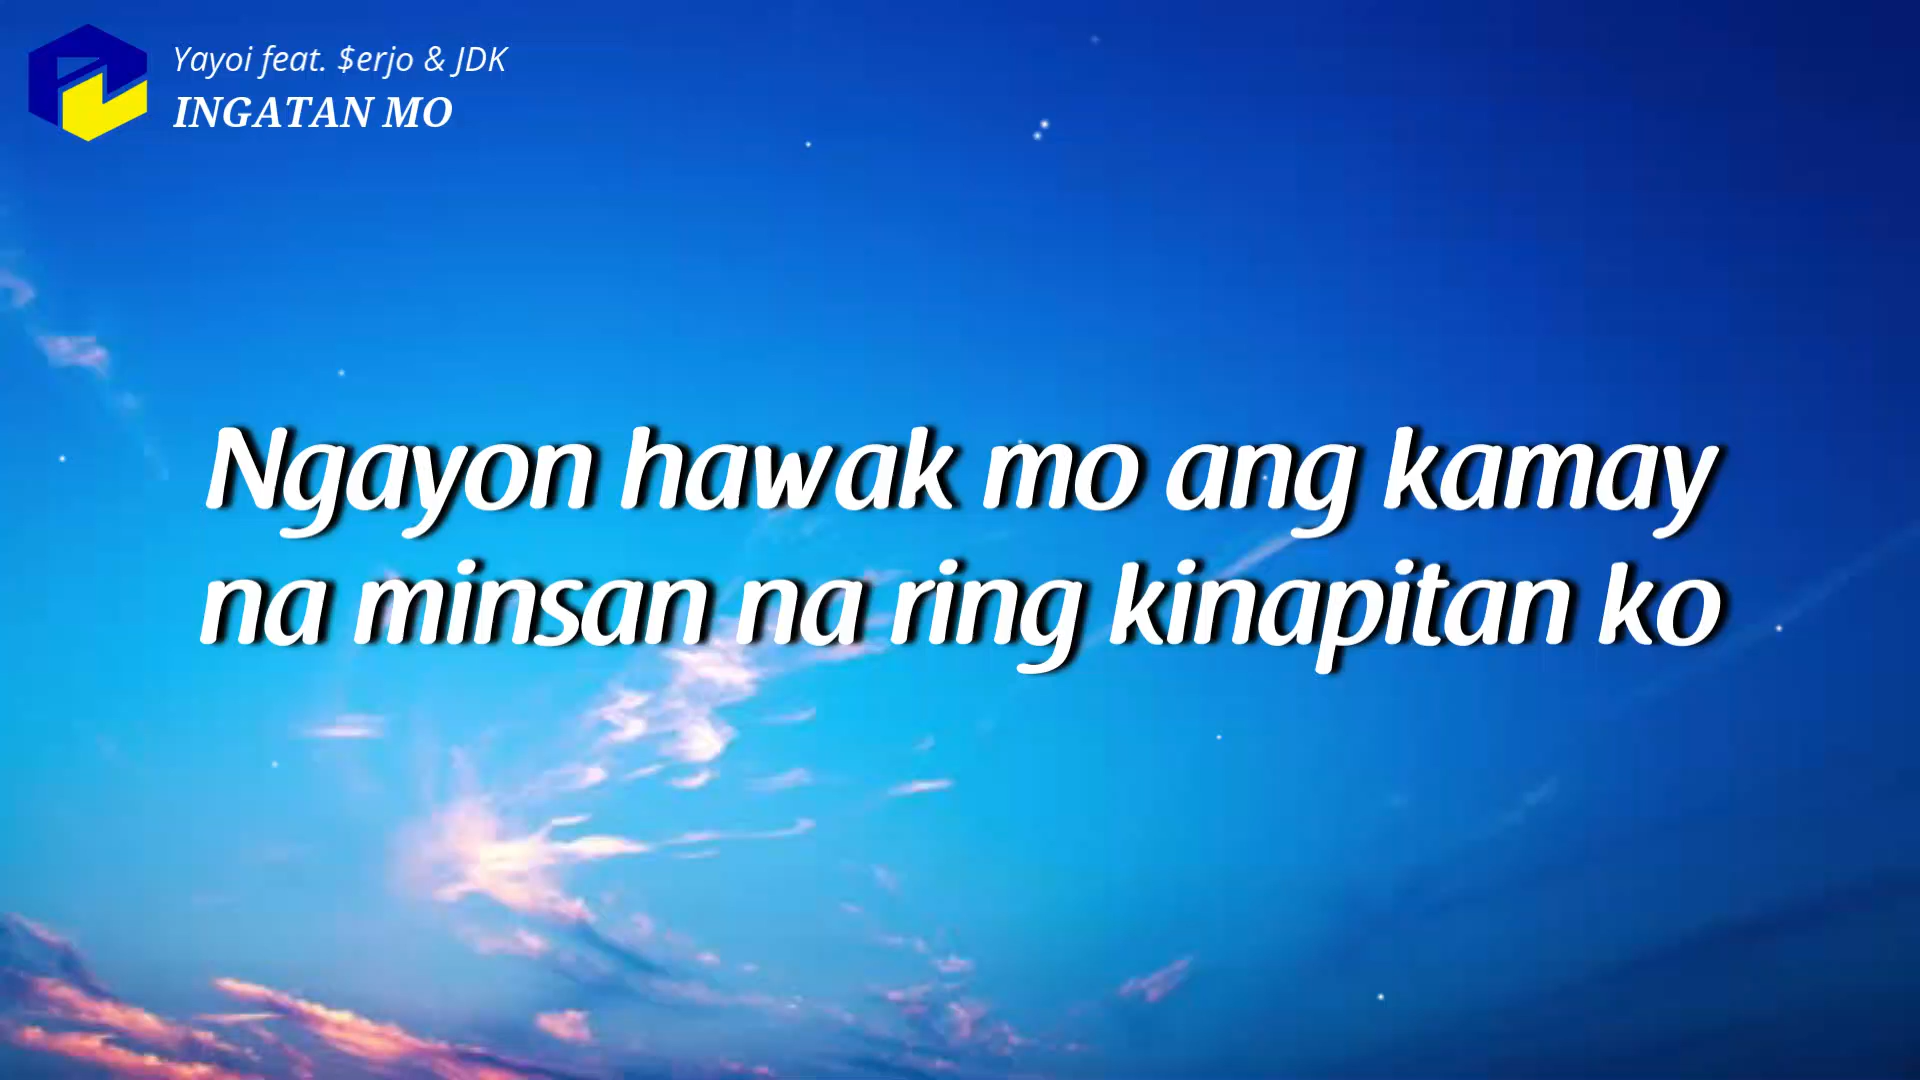 Yayoi feat. $erjo & JDK
INGATAN MO
Ngayon hawak mo ang kamay
na minsan na ring kinapitan ko